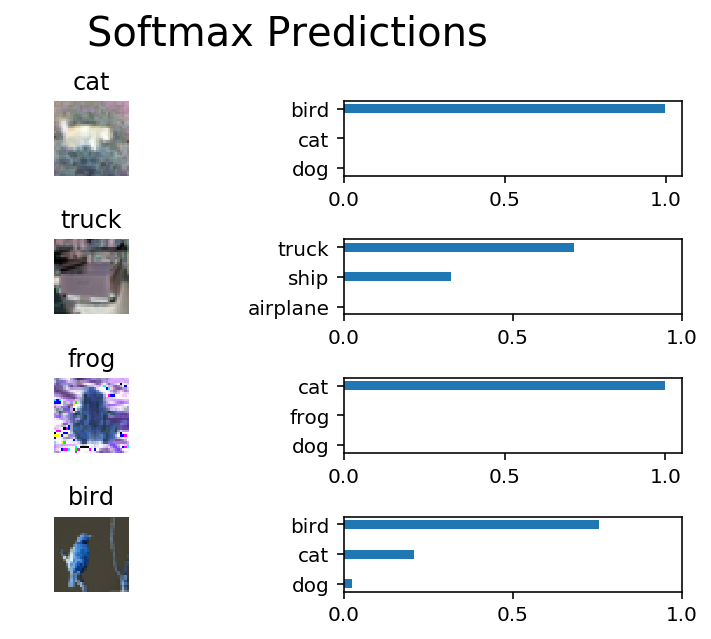 Softmax Predictions
cat
bird
cat
dog
0.0 0.5 1.0
truck
truck
ship
airplane
0.0 0.5 1.0
frog
cat
frog
dog
0.0 0.5 1.0
bird
bird
cat
dog
0.0 0.5 1.0